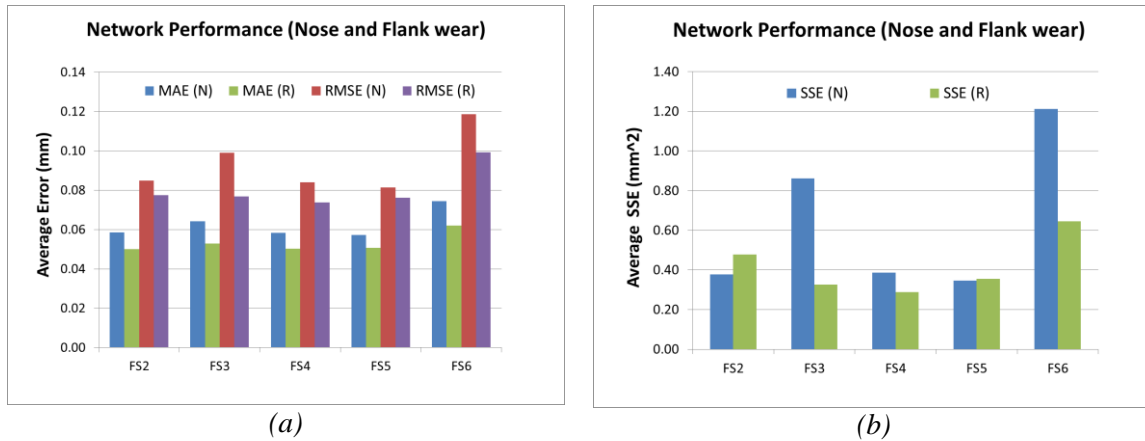 Network Performance (Nose and Flank wear)
0.14
0.12
0.10
0.08
0.06
0.04
0.02
0.00
Average Error (mm)
MAE (N) MAE (R) RMSE (N) RMSE (R)
FS2 FS3 FS4 FS5 FS6
(a)
Network Performance (Nose and Flank wear)
1.40
1.20
1.00
0.80
0.60
0.40
0.20
0.00
Average SSE (mm^2)
SSE (N) SSE (R)
FS2 FS3 FS4 FS5 FS6
(b)